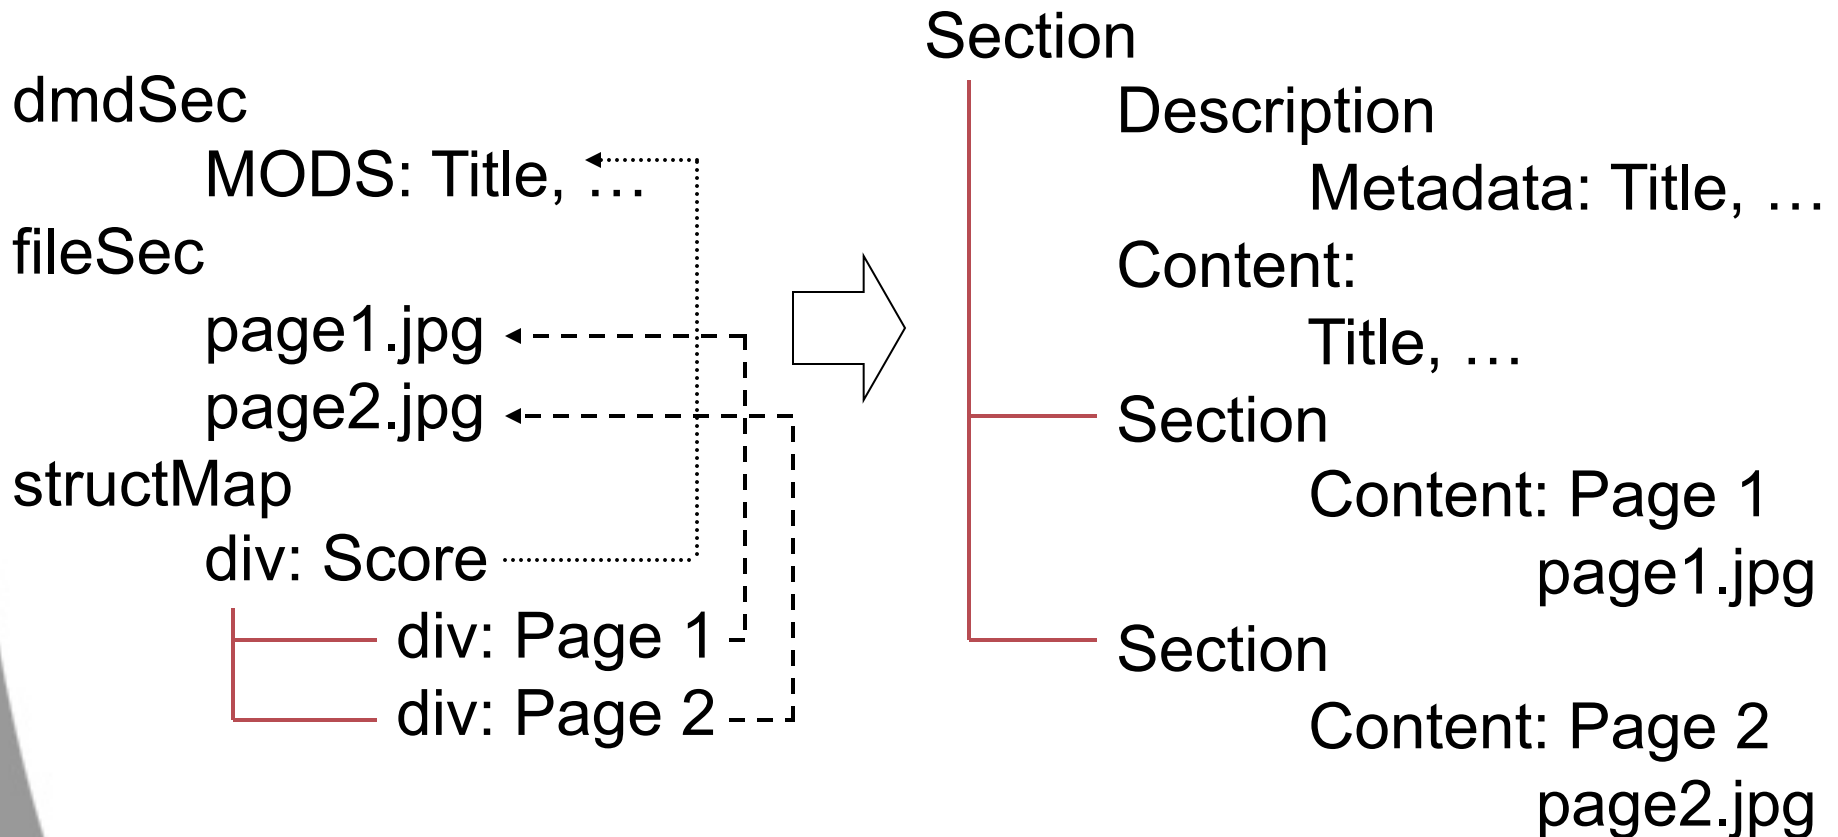 dmdSec
MODS: Title, …
fileSec
page1.jpg
page2.jpg
structMap
div: Score
div: Page 1
div: Page 2
Section
Description
Metadata: Title, …
Content:
Title, …
Section
Content: Page 1
page1.jpg
Section
Content: Page 2
page2.jpg